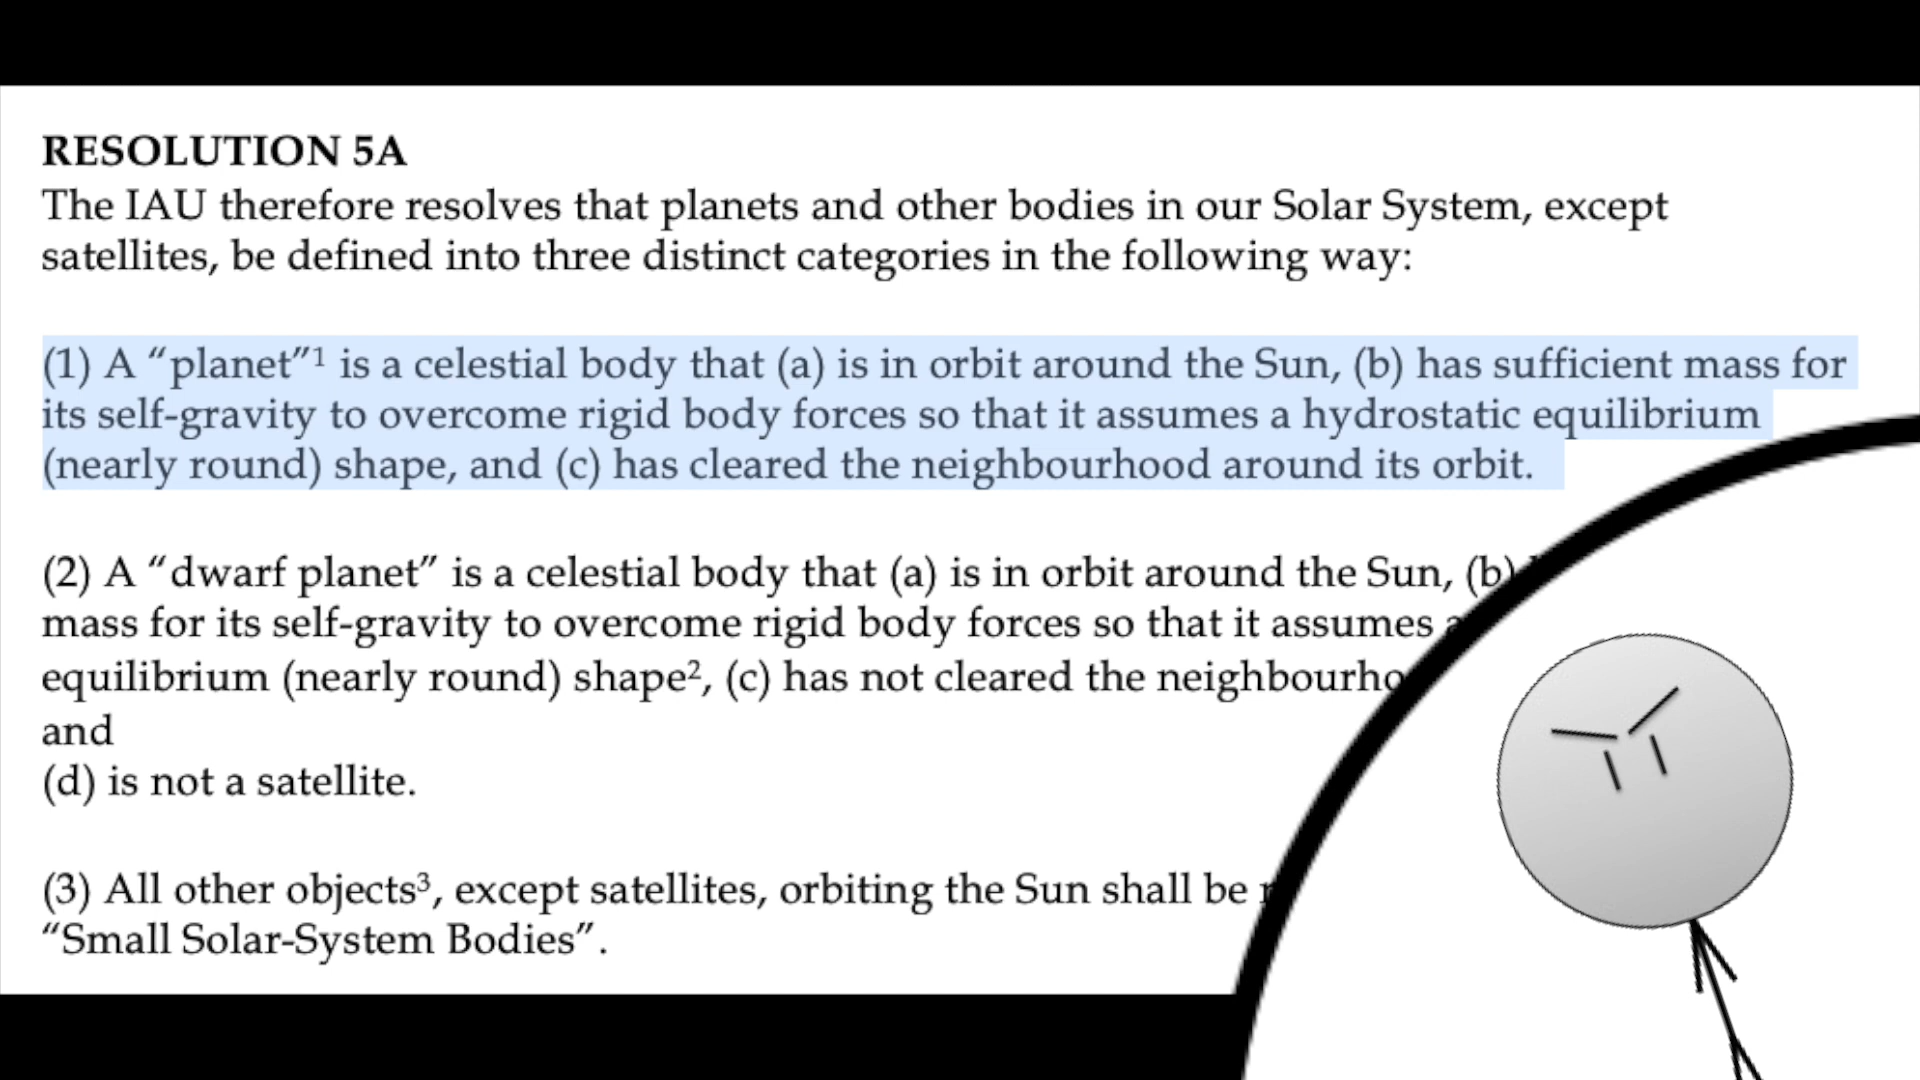 RESOLUTION 5A
The IAU therefore resolves that planets and other bodies in our Solar System, except
satellites, be defined into three distinct categories in the following way:
(1) A “planet”¹ is a celestial body that (a) is in orbit around the Sun, (b) has sufficient mass for
its self-gravity to overcome rigid body forces so that it assumes a hydrostatic equilibrium
(nearly round) shape, and (c) has cleared the neighbourhood around its orbit.
(2) A “dwarf planet” is a celestial body that (a) is in orbit around the Sun, (b)
mass for its self-gravity to overcome rigid body forces so that it assumes
equilibrium (nearly round) shape², (c) has not cleared the
and
(d) is not a satellite.
(3) All other objects³, except satellites, orbiting the Sun shall be
“Small Solar-System Bodies”.